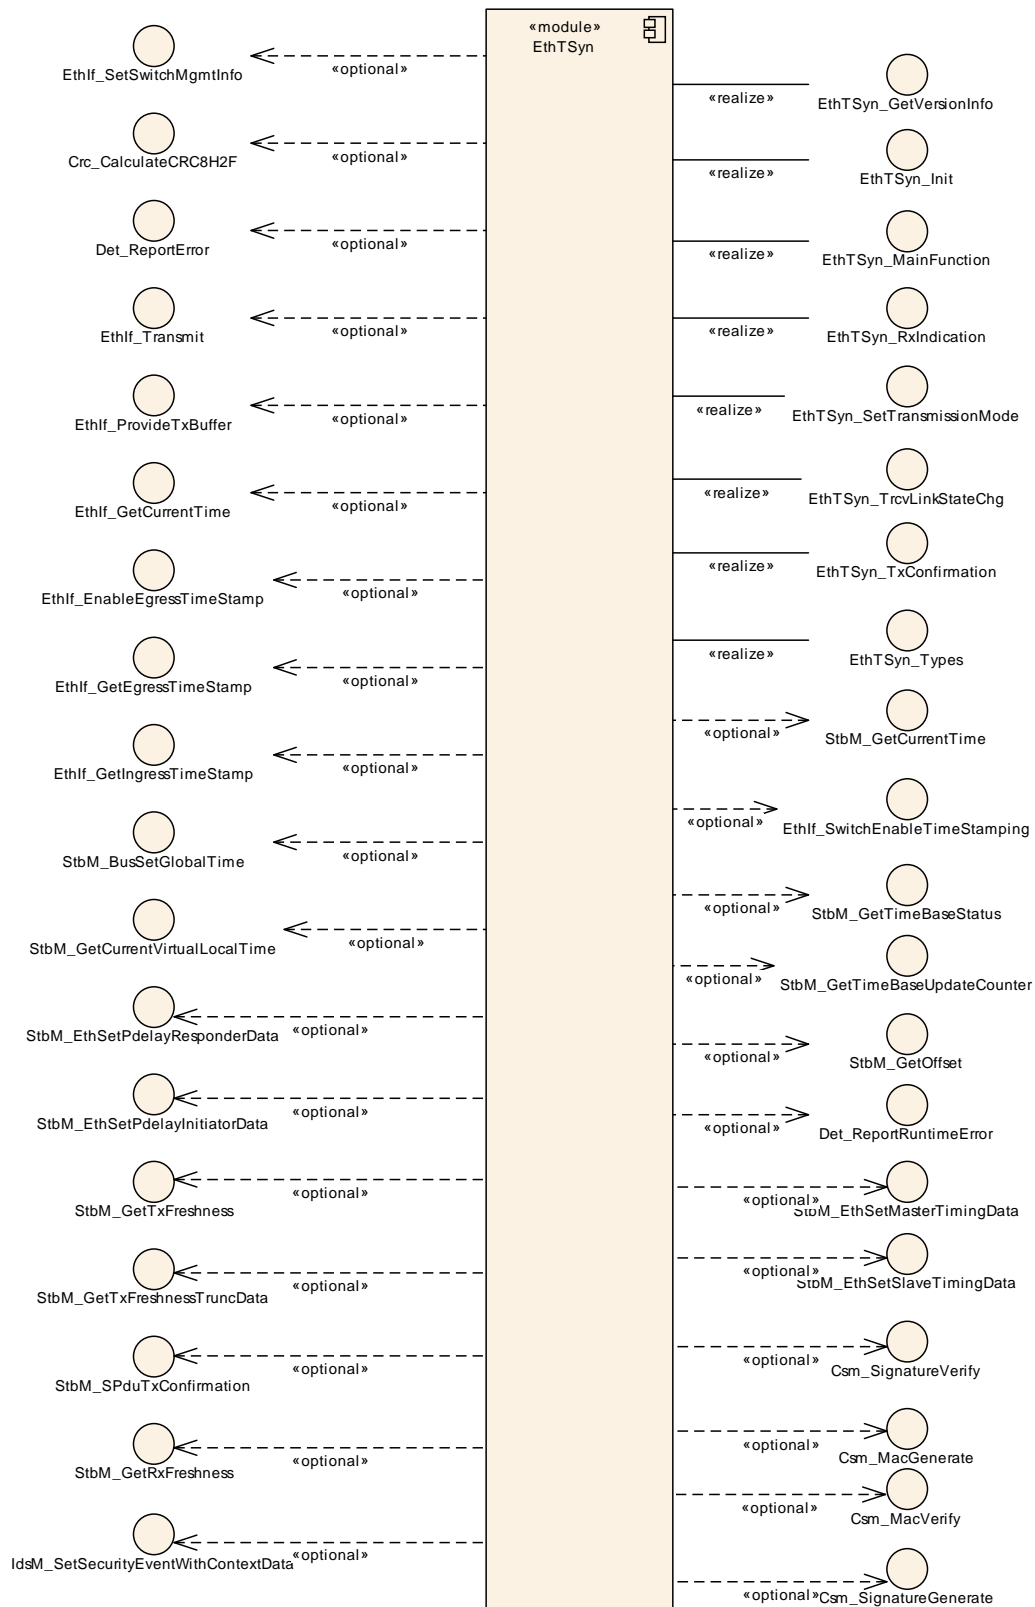 «module»
EthTSyn
EthIf_SetSwitchMgmtInfo
«optional»
Crc_CalculateCRC8H2F
«optional»
Det_ReportError
«optional»
EthIf_Transmit
«optional»
EthIf_ProvideTxBuffer
«optional»
EthIf_GetCurrentTime
«optional»
EthIf_EnableEgressTimeStamp
«optional»
EthIf_GetEgressTimeStamp
«optional»
EthIf_GetIngressTimeStamp
«optional»
StbM_BusSetGlobalTime
«optional»
StbM_GetCurrentVirtualLocalTime
«optional»
StbM_EthSetPdelayResponderData
«optional»
StbM_EthSetPdelayInitiatorData
«optional»
StbM_GetTxFreshness
«optional»
StbM_GetTxFreshnessTruncData
«optional»
StbM_SPduTxConfirmation
«optional»
StbM_GetRxFreshness
«optional»
IdsM_SetSecurityEventWithContextData
«optional»
«realize»
EthTSyn_GetVersionInfo
«realize»
EthTSyn_Init
«realize»
EthTSyn_MainFunction
«realize»
EthTSyn_RxIndication
«realize»
EthTSyn_SetTransmissionMode
«realize»
EthTSyn_TrcvLinkStateChg
«realize»
EthTSyn_TxConfirmation
«realize»
EthTSyn_Types
«optional»
StbM_GetCurrentTime
«optional»
EthIf_SwitchEnableTimeStamping
«optional»
StbM_GetTimeBaseStatus
«optional»
StbM_GetTimeBaseUpdateCounter
«optional»
StbM_GetOffset
«optional»
Det_ReportRuntimeError
«optional»
StbM_EthSetMasterTimingData
«optional»
StbM_EthSetSlaveTimingData
«optional»
Csm_SignatureVerify
«optional»
Csm_MacGenerate
«optional»
Csm_MacVerify
«optional»
Csm_SignatureGenerate